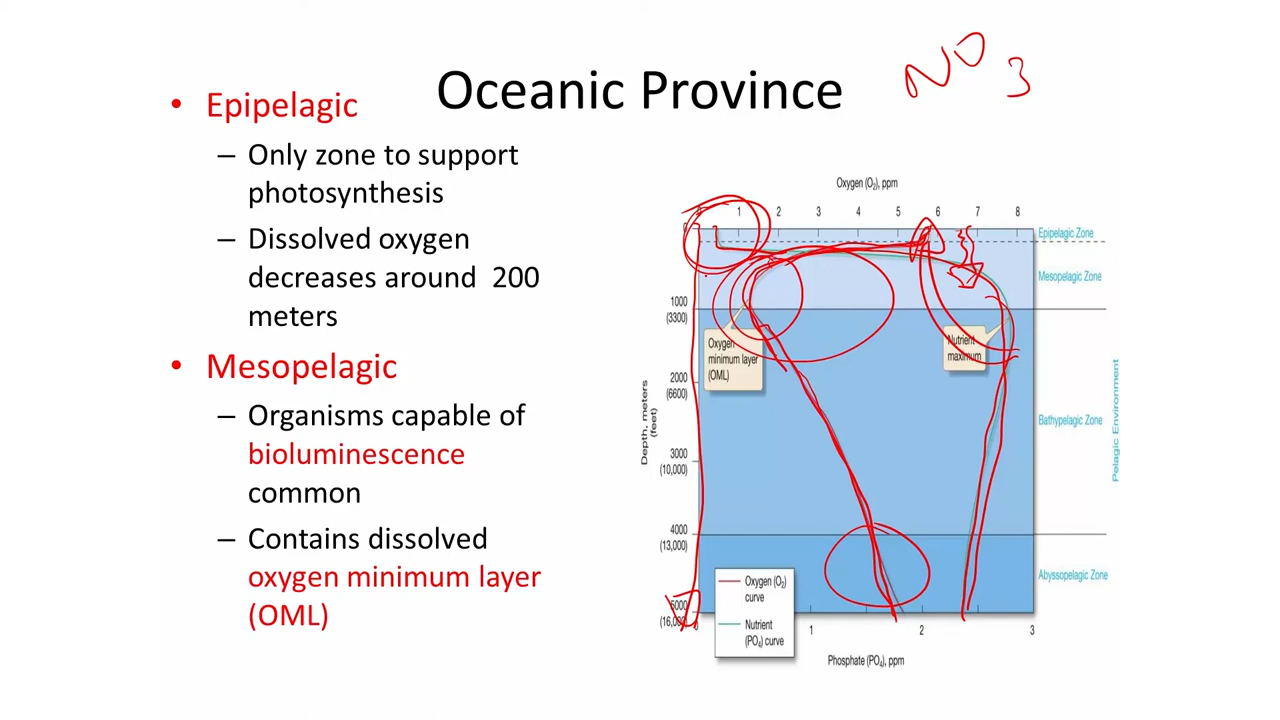 Oceanic Province
NO3
• Epipelagic
– Only zone to support
photosynthesis
– Dissolved oxygen
decreases around 200
meters
• Mesopelagic
– Organisms capable of
bioluminescence
common
– Contains dissolved
oxygen minimum layer
(OML)
Oxygen (O₂), ppm
1 2 3 4 5 6 7 8
Epipelagic Zone
Mesopelagic Zone
1000
(3300)
Oxygen
minimum layer
(OML)
Nutrient
maximum
2000
(6600)
Depth, meters
(feet)
Bathypelagic Zone
Pelagic Environment
3000
(10,000)
4000
(13,000)
Abyssopelagic Zone
Oxygen (O₂)
curve
Nutrient
(PO₄) curve
5000
1 2 3
Phosphate (PO₄), ppm